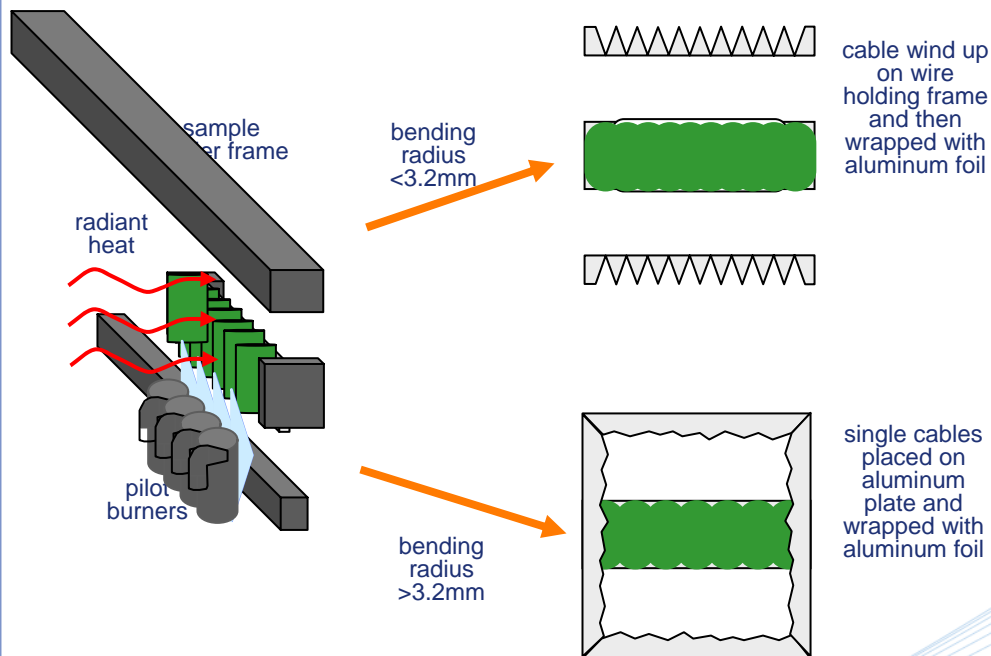 sample
er frame
radiant
heat
pilot
burners
bending
radius
<3.2mm
cable wind up
on wire
holding frame
and then
wrapped with
aluminum foil
bending
radius
>3.2mm
single cables
placed on
aluminum
plate and
wrapped with
aluminum foil